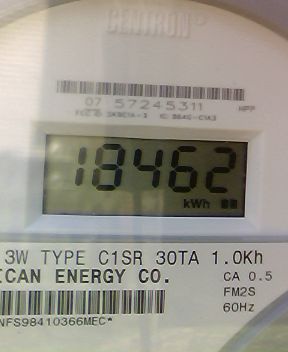 CENTRON®
07 57245311
18462
kWh
3W TYPE C1SR 30TA 1.0Kh
ICAN ENERGY CO.
CA 0.5
FM2S
60Hz
NFS98410366MEC*